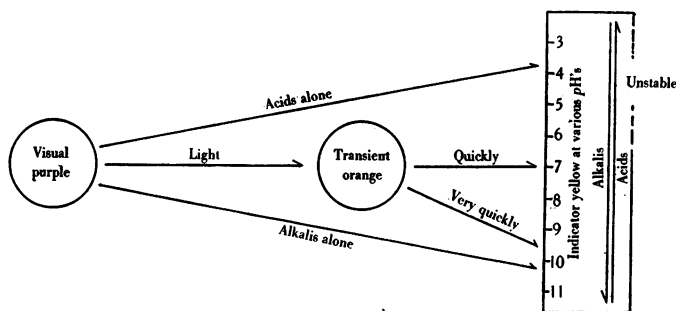 Visual
purple
Acids alone
Light
Alkalis alone
Transient
orange
Quickly
Very quickly
3
4
5
6
7
8
9
10
11
Indicator yellow at various pH's
Alkalis
Acids
Unstable